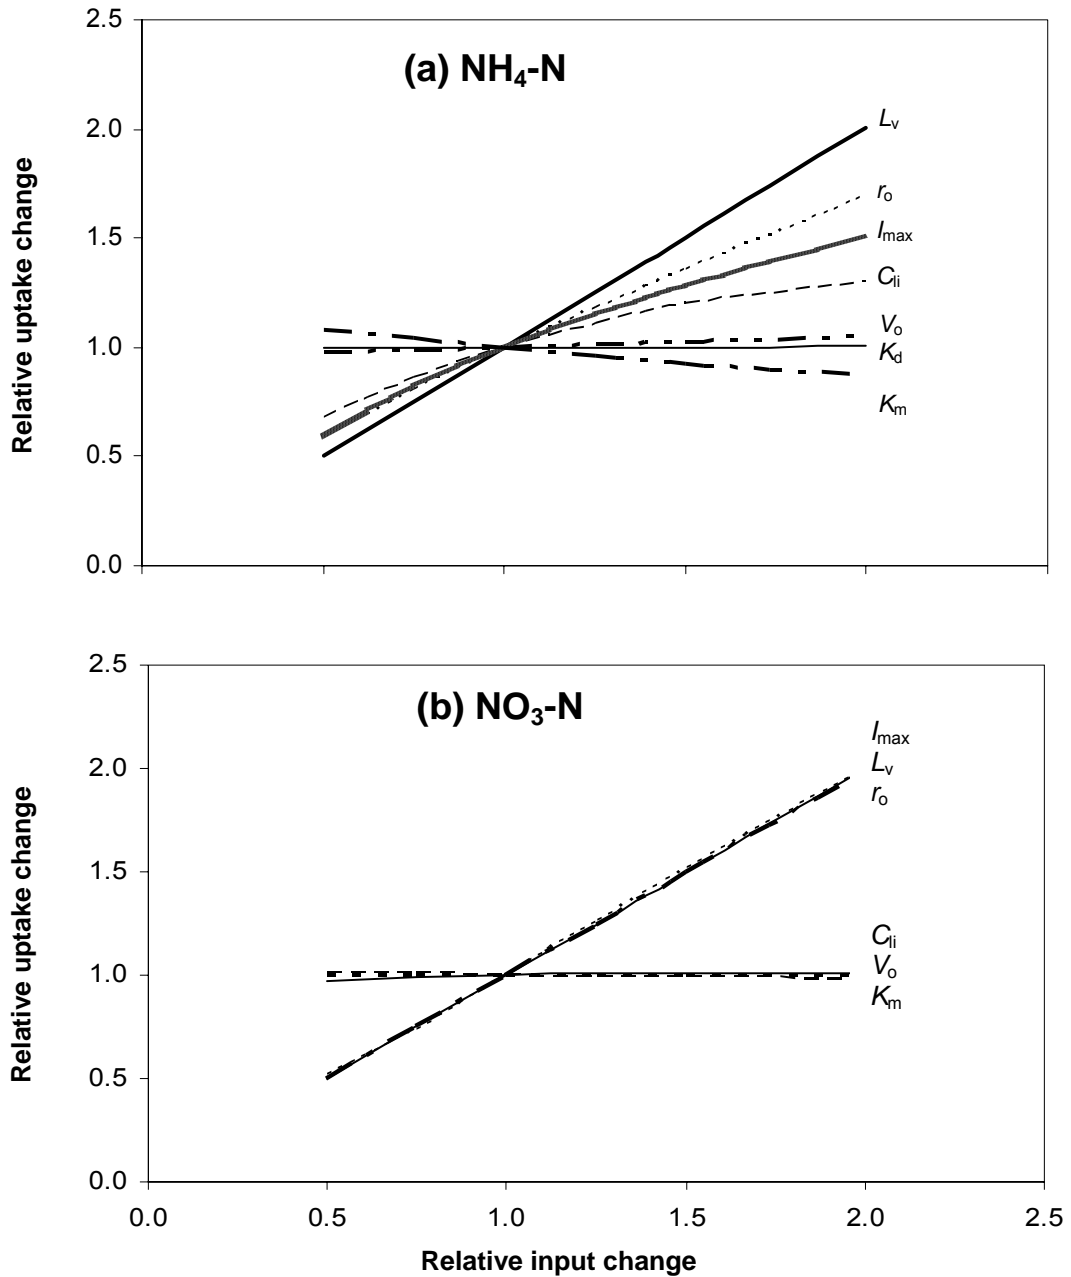 2.5
(a) NH₄-N
2.0
1.5
1.0
0.5
0.0
Relative uptake change
Lᵥ
rₒ
Iₘₐₓ
Cₗᵢ
Vₒ
K_d
Kₘ
2.5
(b) NO₃-N
2.0
1.5
1.0
0.5
0.0
Relative uptake change
Iₘₐₓ
Lᵥ
rₒ
Cₗᵢ
Vₒ
Kₘ
0.0 0.5 1.0 1.5 2.0 2.5
Relative input change